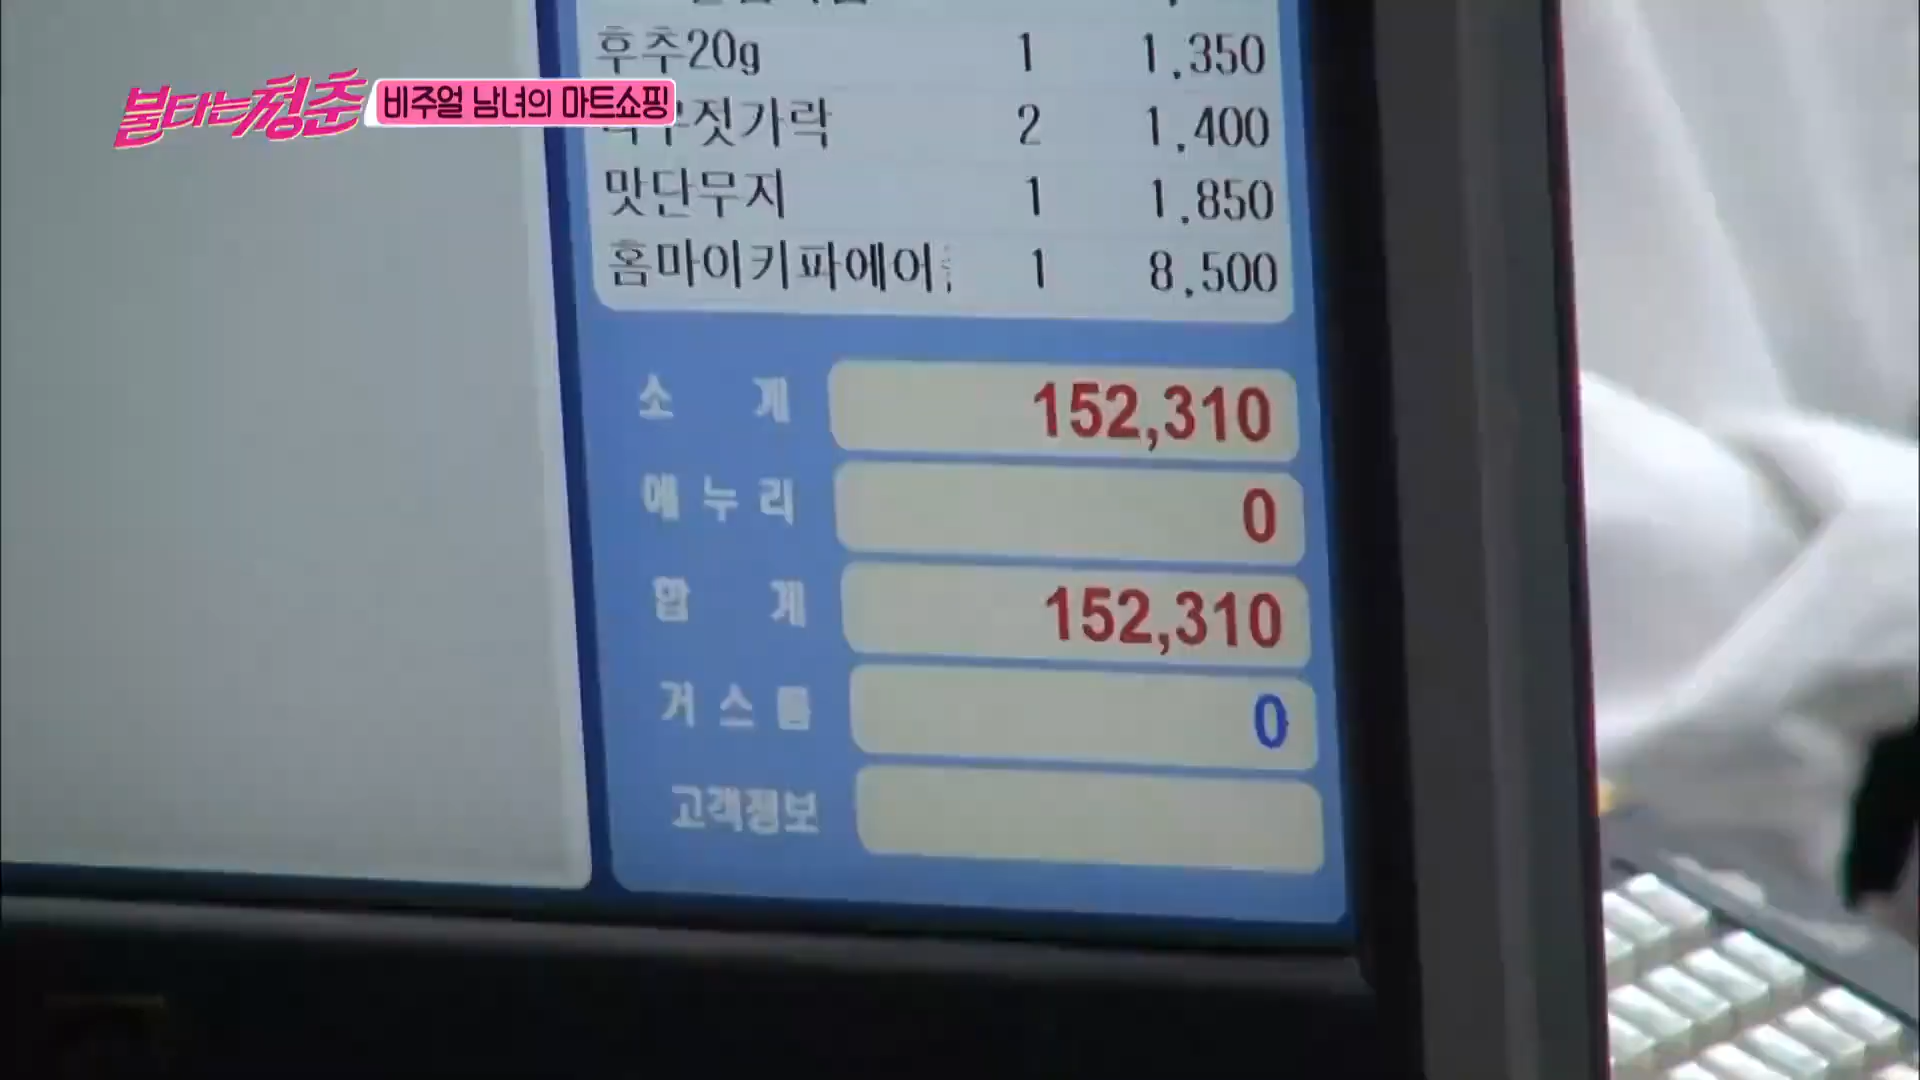 불타는 청춘 비주얼 남녀의 마트쇼핑
후추20g 1 1,350
젓가락 2 1,400
맛단무지 1 1,850
홈마이키파에어 1 8,500
소계 152,310
에누리 0
합계 152,310
거스름 0
고객정보